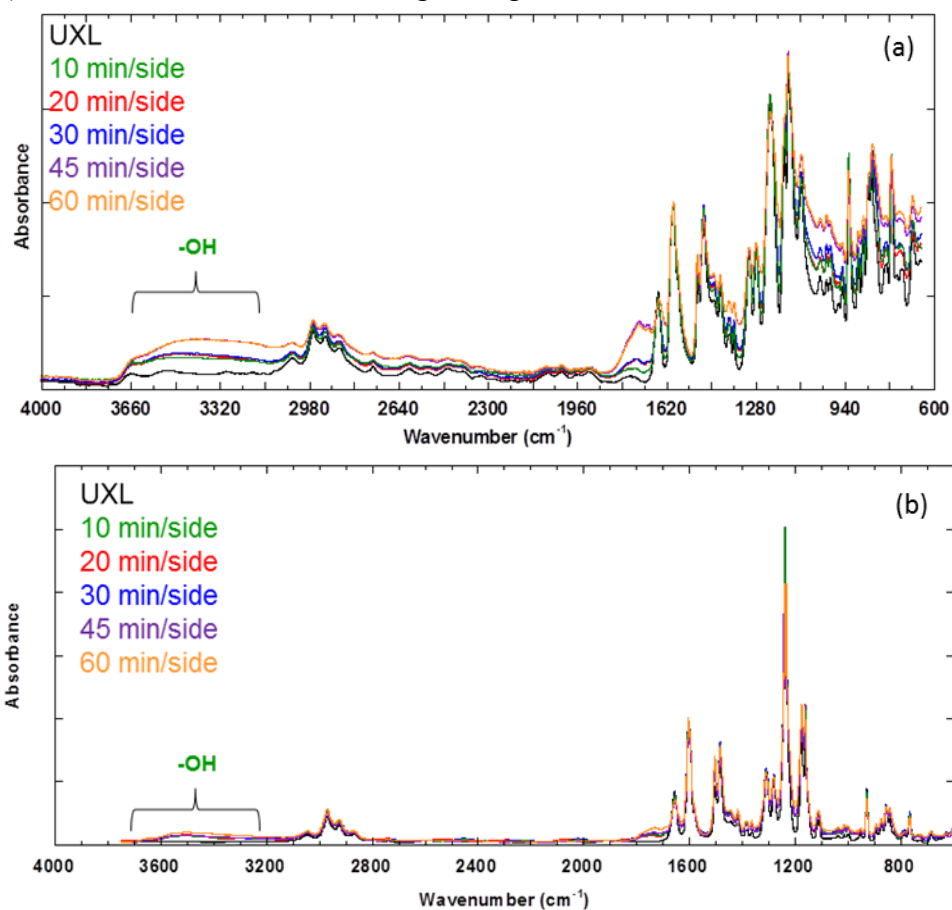 UXL
(a)
10 min/side
20 min/side
30 min/side
45 min/side
60 min/side
-OH
Absorbance
4000 3660 3320 2980 2640 2300 1960 1620 1280 940 600
Wavenumber (cm-1)
UXL
(b)
10 min/side
20 min/side
30 min/side
45 min/side
60 min/side
-OH
Absorbance
4000 3600 3200 2800 2400 2000 1600 1200 800
Wavenumber (cm-1)